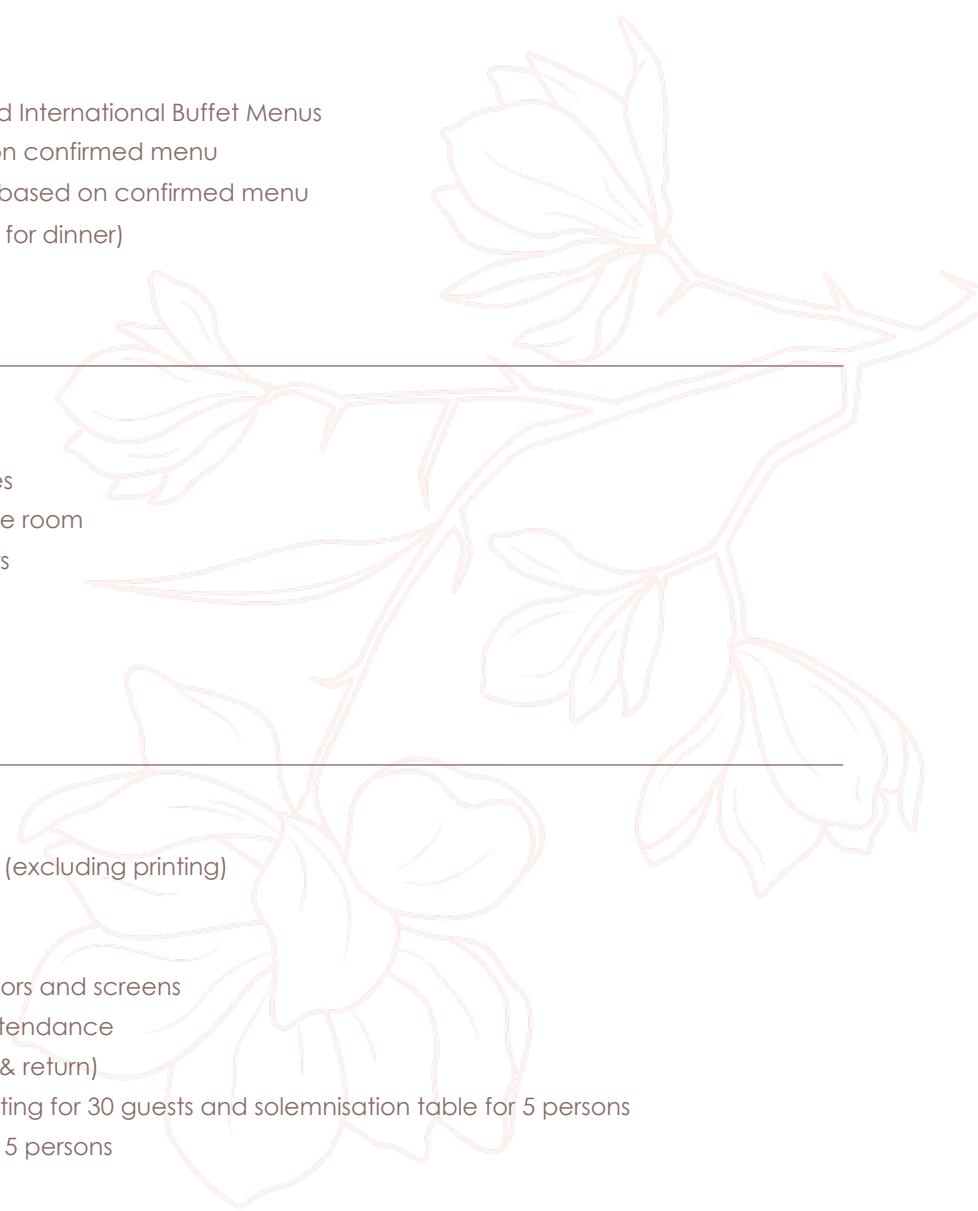 d International Buffet Menus
on confirmed menu
based on confirmed menu
for dinner)
es
e room
rs
(excluding printing)
ors and screens
tendance
& return)
ting for 30 guests and solemnisation table for 5 persons
5 persons